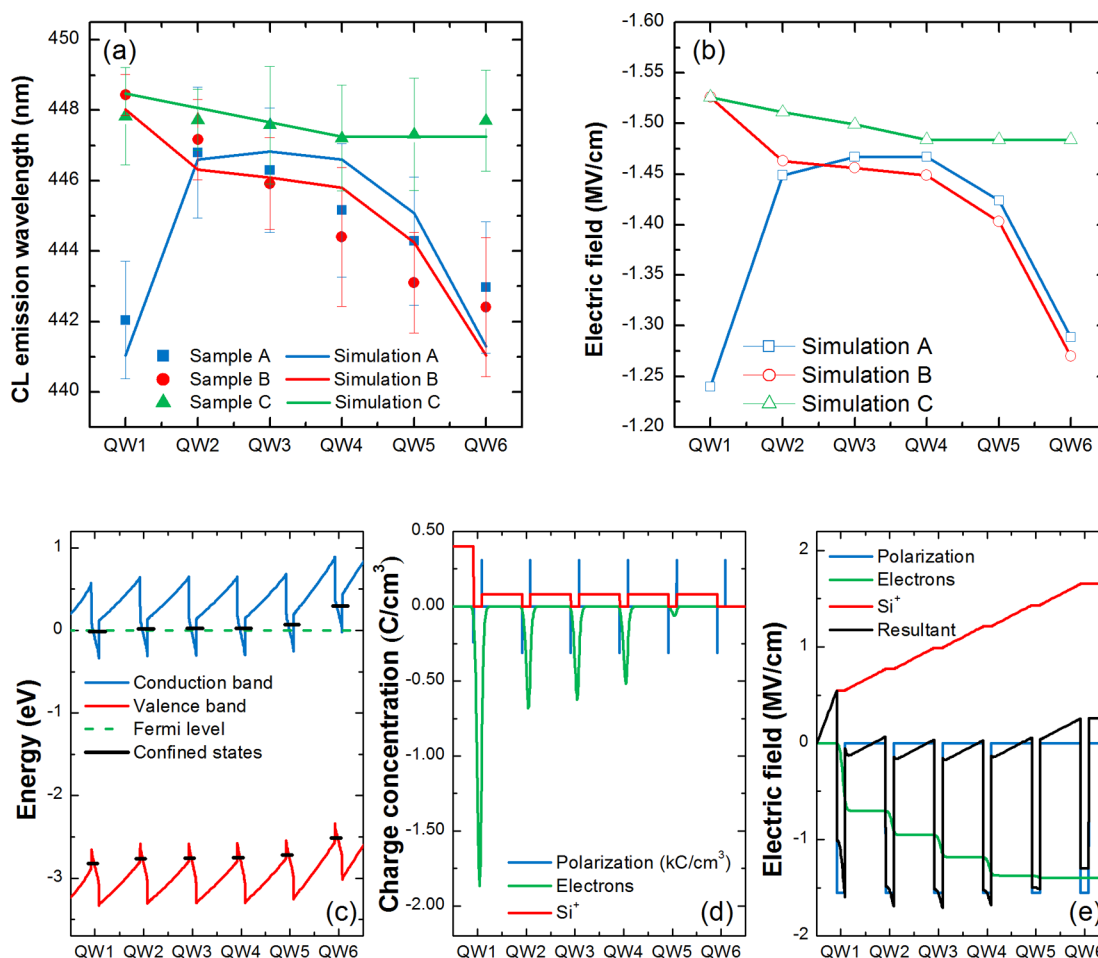 (a)
CL emission wavelength (nm)
450
448
446
444
442
440
Sample A Simulation A
Sample B Simulation B
Sample C Simulation C
QW1 QW2 QW3 QW4 QW5 QW6
(b)
Electric field (MV/cm)
-1.60
-1.55
-1.50
-1.45
-1.40
-1.35
-1.30
-1.25
-1.20
Simulation A
Simulation B
Simulation C
QW1 QW2 QW3 QW4 QW5 QW6
Energy (eV)
1
0
-2
-3
Conduction band
Valence band
Fermi level
Confined states
(c)
QW1 QW2 QW3 QW4 QW5 QW6
Charge concentration (C/cm³)
0.50
0.00
-0.50
-1.00
-1.50
-2.00
Polarization (kC/cm³)
Electrons
Si⁺
(d)
QW1 QW2 QW3 QW4 QW5 QW6
Electric field (MV/cm)
2
1
0
-1
-2
Polarization
Electrons
Si⁺
Resultant
(e)
QW1 QW2 QW3 QW4 QW5 QW6